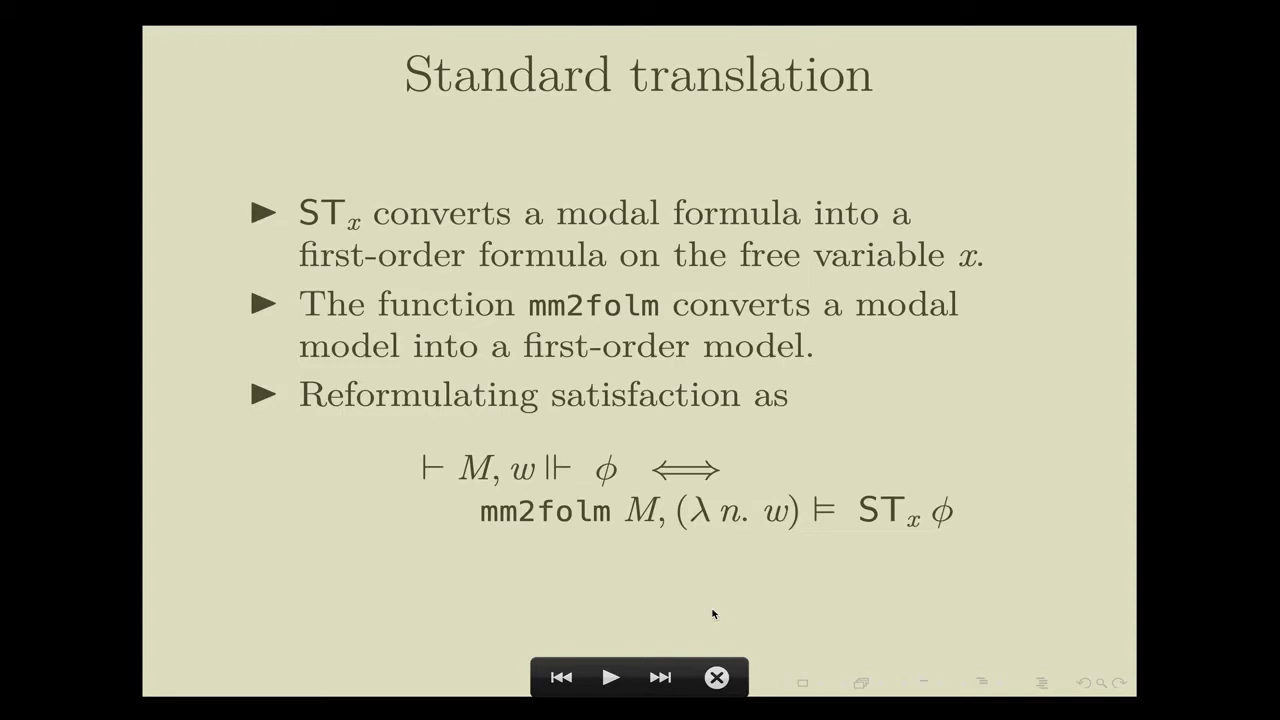 Standard translation
▶ ST_x converts a modal formula into a
first-order formula on the free variable x.
▶ The function mm2folm converts a modal
model into a first-order model.
▶ Reformulating satisfaction as
⊢ M, w ⊩ ϕ ⟺
mm2folm M, (λ n. w) ⊨ ST_x ϕ